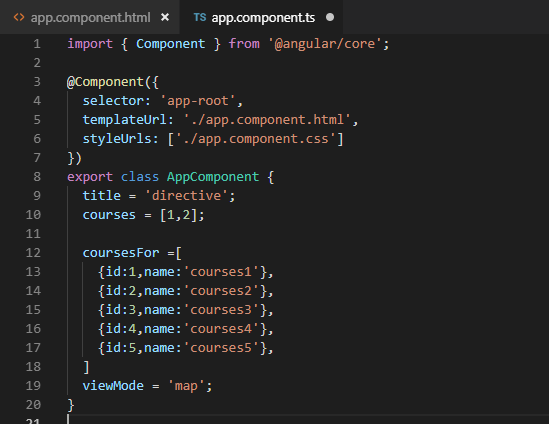 app.component.html × TS app.component.ts
1 import { Component } from '@angular/core';
2
3 @Component({
4   selector: 'app-root',
5   templateUrl: './app.component.html',
6   styleUrls: ['./app.component.css']
7 })
8 export class AppComponent {
9   title = 'directive';
10   courses = [1,2];
11
12   coursesFor =[
13     {id:1,name:'courses1'},
14     {id:2,name:'courses2'},
15     {id:3,name:'courses3'},
16     {id:4,name:'courses4'},
17     {id:5,name:'courses5'},
18   ]
19   viewMode = 'map';
20 }
21